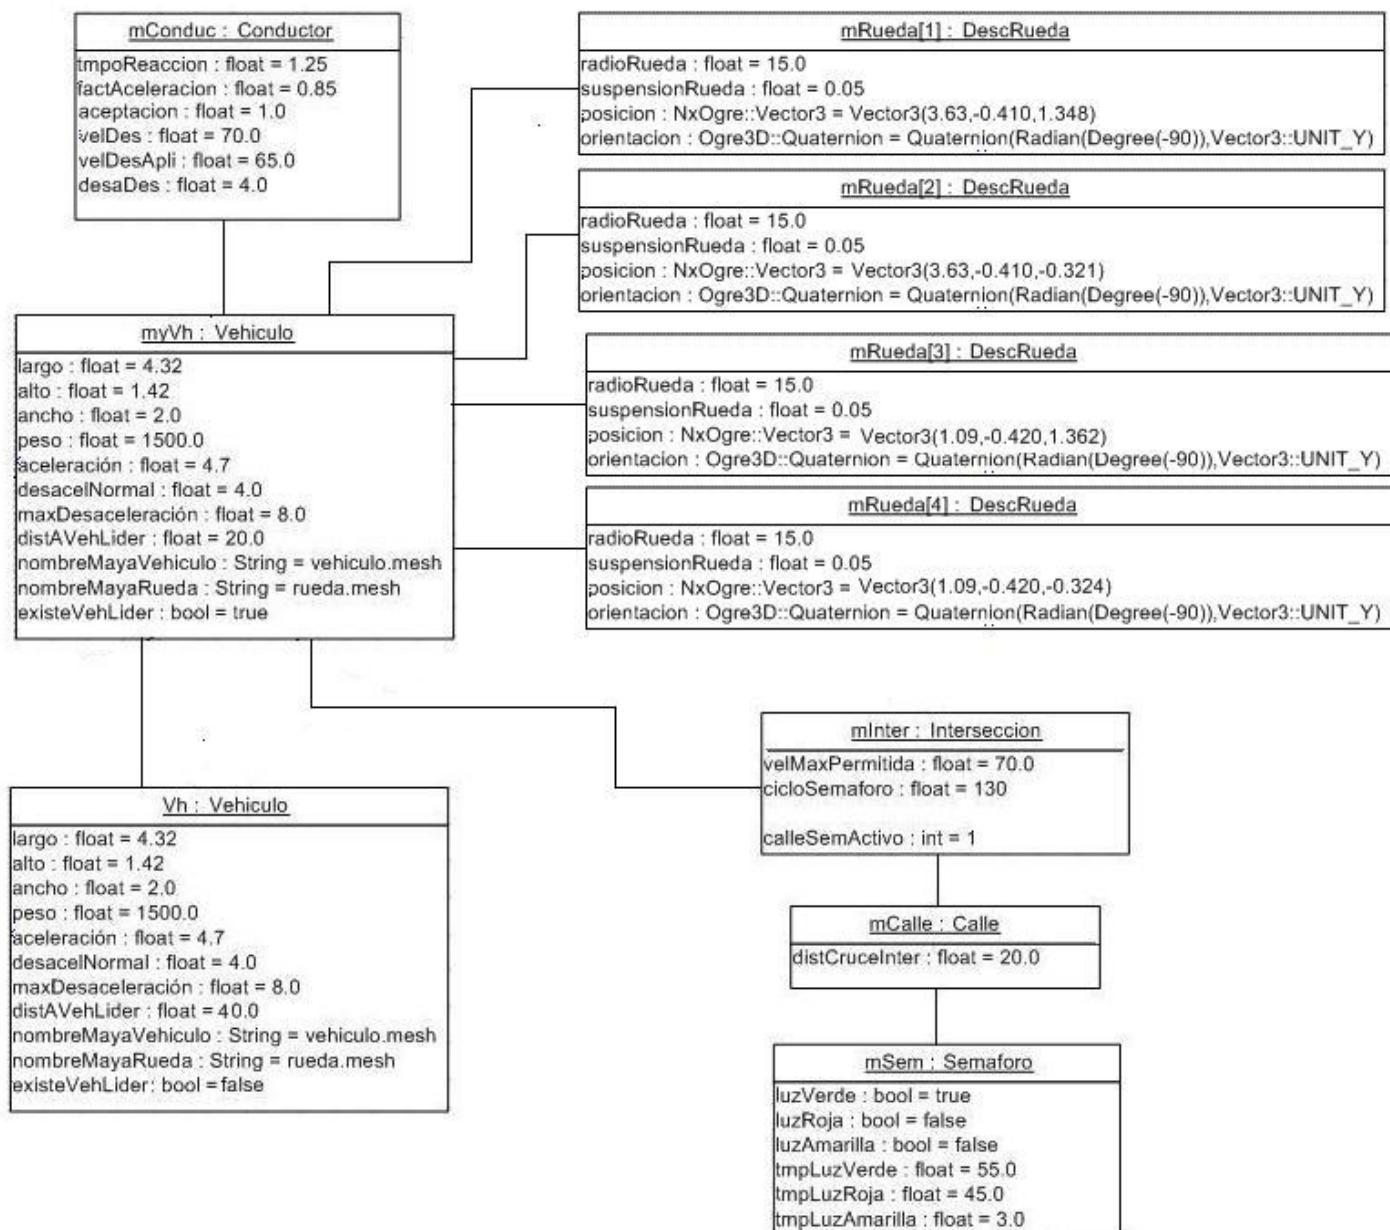 mConduc : Conductor
tmpoReaccion : float = 1.25
factAceleracion : float = 0.85
aceptacion : float = 1.0
velDes : float = 70.0
velDesApli : float = 65.0
desaDes : float = 4.0
mRueda[1] : DescRueda
radioRueda : float = 15.0
suspensionRueda : float = 0.05
posicion : NxOgre::Vector3 = Vector3(3.63,-0.410,1.348)
orientacion : Ogre3D::Quaternion = Quaternion(Radian(Degree(-90)),Vector3::UNIT_Y)
mRueda[2] : DescRueda
radioRueda : float = 15.0
suspensionRueda : float = 0.05
posicion : NxOgre::Vector3 = Vector3(3.63,-0.410,-0.321)
orientacion : Ogre3D::Quaternion = Quaternion(Radian(Degree(-90)),Vector3::UNIT_Y)
myVh : Vehiculo
largo : float = 4.32
alto : float = 1.42
ancho : float = 2.0
peso : float = 1500.0
aceleración : float = 4.7
desacelNormal : float = 4.0
maxDesaceleración : float = 8.0
distAVehLider : float = 20.0
nombreMayaVehiculo : String = vehiculo.mesh
nombreMayaRueda : String = rueda.mesh
existeVehLider : bool = true
mRueda[3] : DescRueda
radioRueda : float = 15.0
suspensionRueda : float = 0.05
posicion : NxOgre::Vector3 = Vector3(1.09,-0.420,1.362)
orientacion : Ogre3D::Quaternion = Quaternion(Radian(Degree(-90)),Vector3::UNIT_Y)
mRueda[4] : DescRueda
radioRueda : float = 15.0
suspensionRueda : float = 0.05
posicion : NxOgre::Vector3 = Vector3(1.09,-0.420,-0.324)
orientacion : Ogre3D::Quaternion = Quaternion(Radian(Degree(-90)),Vector3::UNIT_Y)
mInter : Interseccion
velMaxPermitida : float = 70.0
cicloSemaforo : float = 130
calleSemActivo : int = 1
Vh : Vehiculo
largo : float = 4.32
alto : float = 1.42
ancho : float = 2.0
peso : float = 1500.0
aceleración : float = 4.7
desacelNormal : float = 4.0
maxDesaceleración : float = 8.0
distAVehLider : float = 40.0
nombreMayaVehiculo : String = vehiculo.mesh
nombreMayaRueda : String = rueda.mesh
existeVehLider: bool = false
mCalle : Calle
distCruceInter : float = 20.0
mSem : Semaforo
luzVerde : bool = true
luzRoja : bool = false
luzAmarilla : bool = false
tmpLuzVerde : float = 55.0
tmpLuzRoja : float = 45.0
tmpLuzAmarilla : float = 3.0